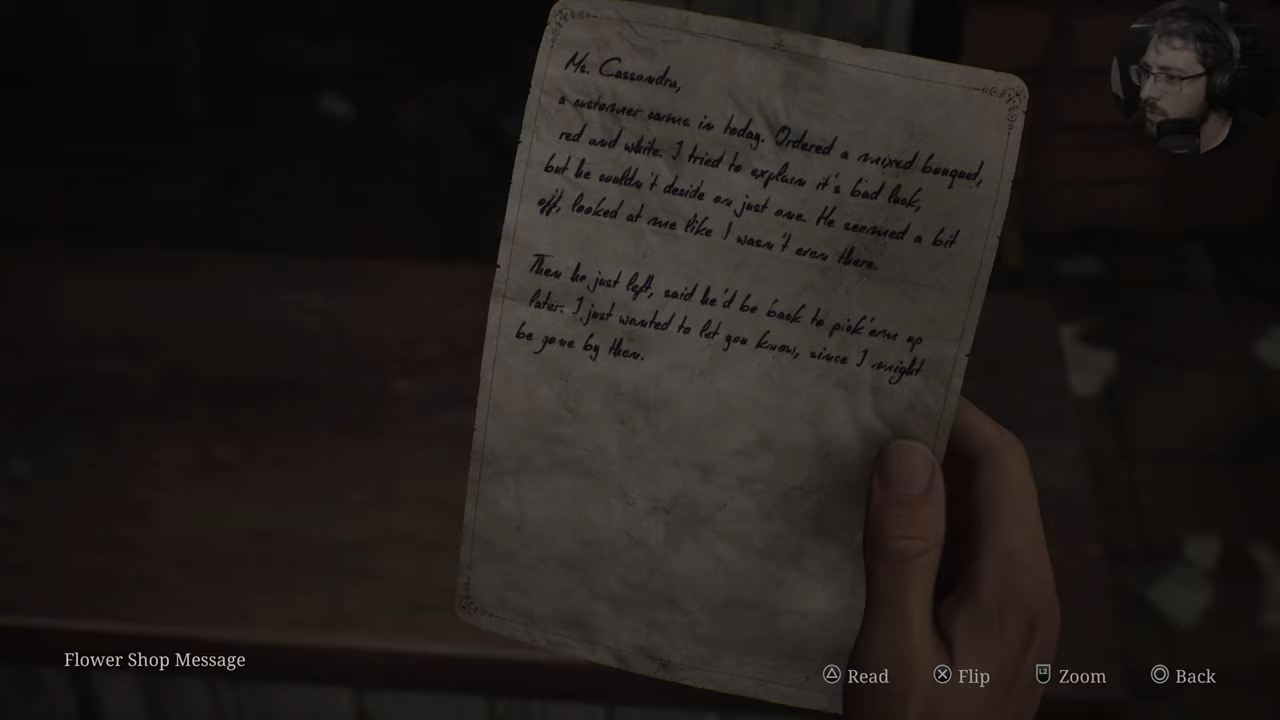 Ms. Cassandra,
a customer came in today. Ordered a mixed bouquet,
red and white. I tried to explain it's bad luck,
but he couldn't decide on just one. He seemed a bit
off, looked at me like I wasn't even there.
Then he just left, said he'd be back to pick'em up
later. I just wanted to let you know, since I might
be gone by then.
Flower Shop Message
Read
Flip
L2
Zoom
Back